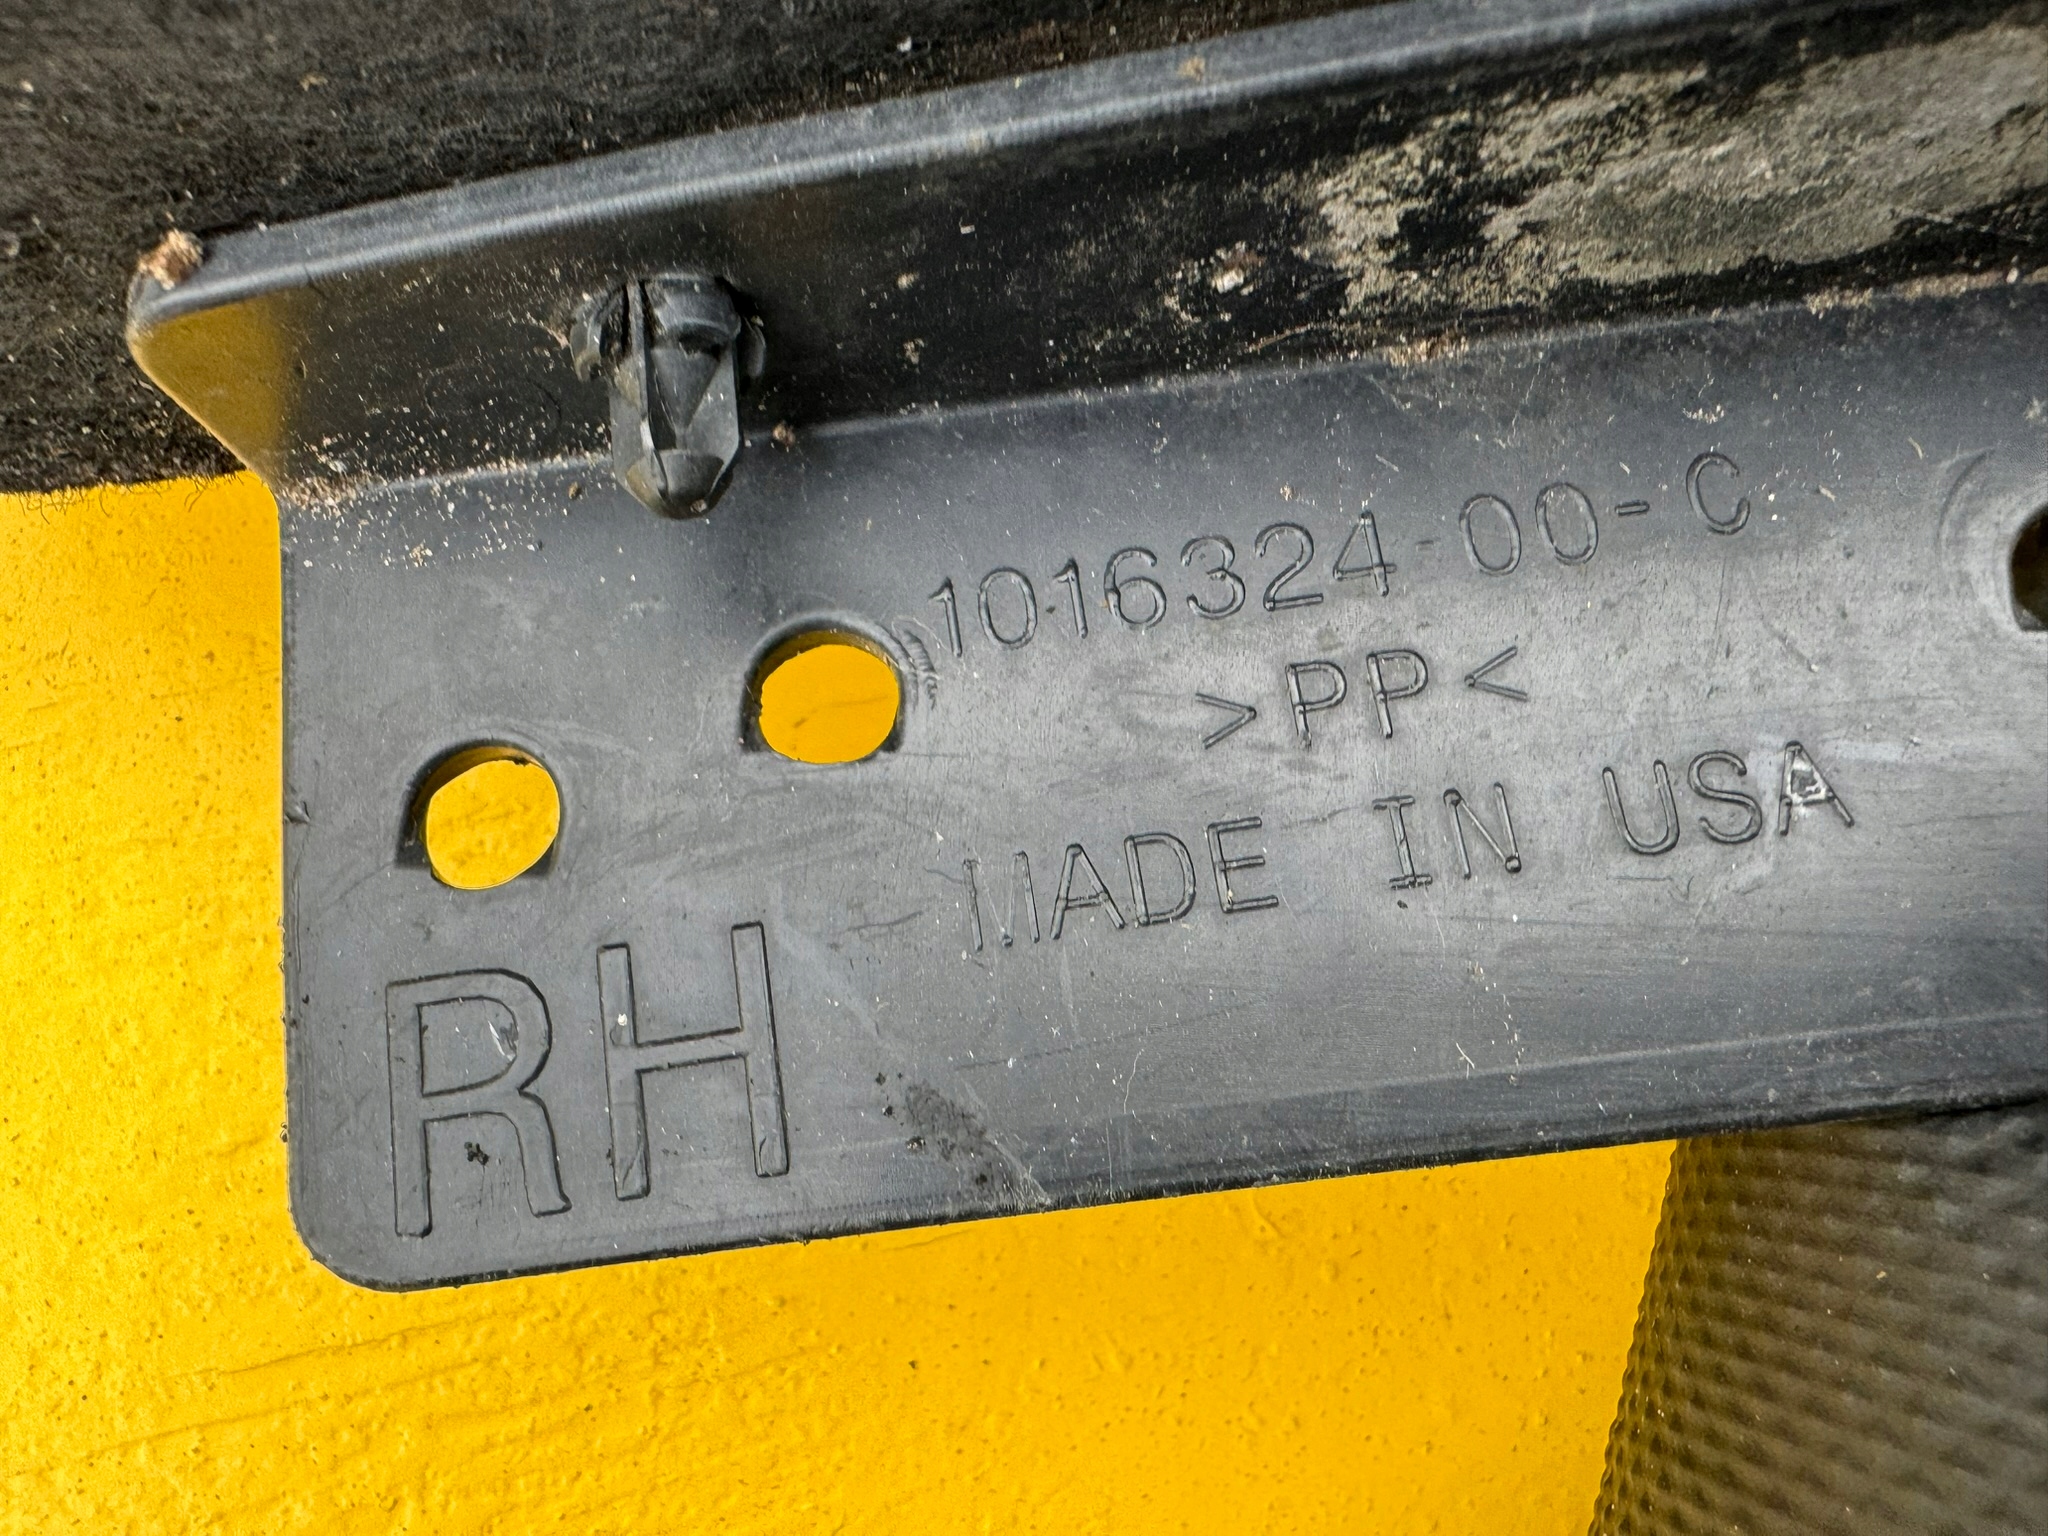 1016324-00-C
>PP<
MADE IN USA
RH